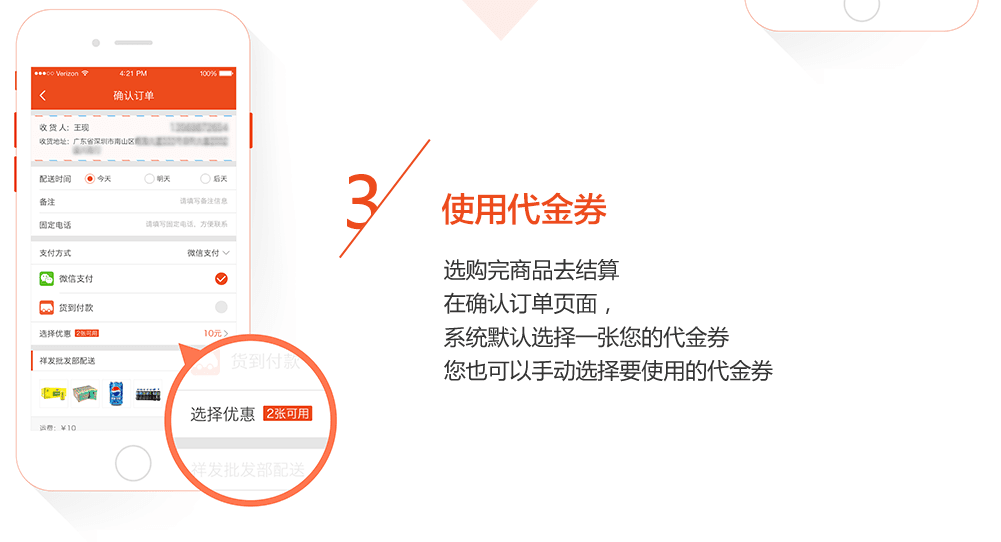 Verizon 4:21 PM 100%
确认订单
收 货 人：王现
收货地址：广东省深圳市南山区
配送时间 今天 明天 后天
备注 请填写备注信息
固定电话 请填写固定电话，方便联系
支付方式 微信支付
微信支付
货到付款
选择优惠 2张可用 10元
祥发批发部配送
运费：￥10
货到付款
选择优惠 2张可用
祥发批发部配送
3
使用代金券
选购完商品去结算
在确认订单页面，
系统默认选择一张您的代金券
您也可以手动选择要使用的代金券